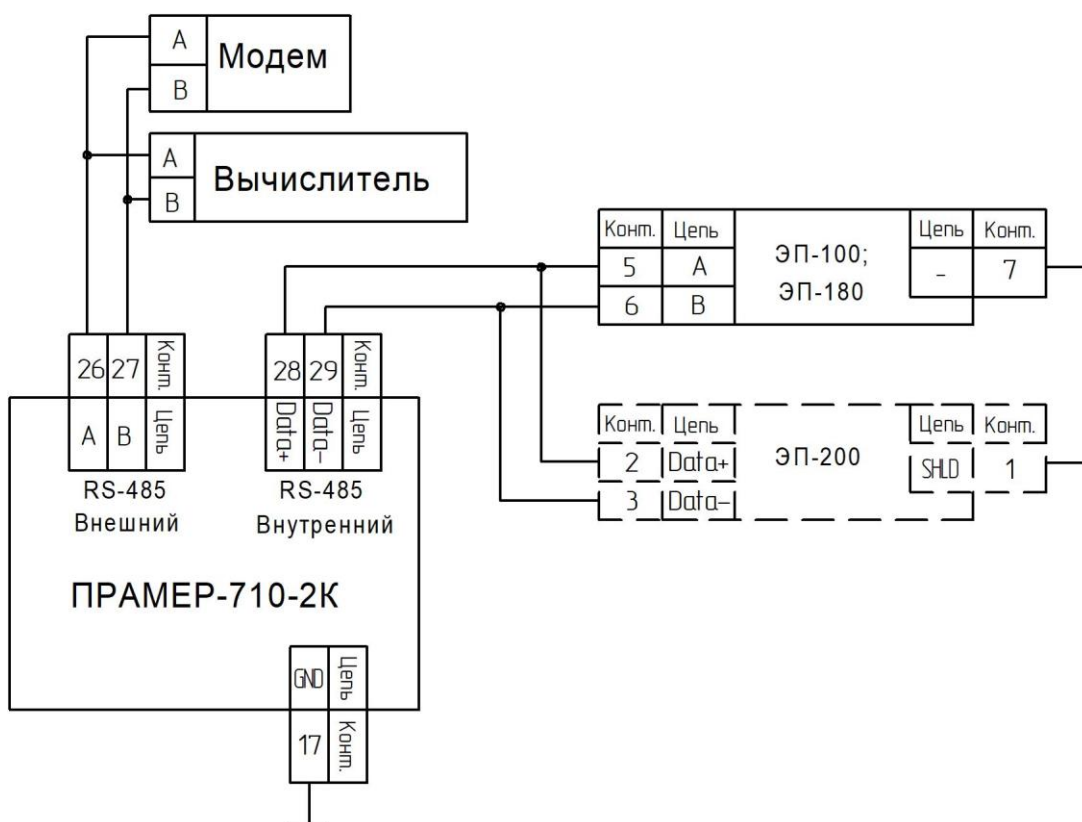 А
Модем
В
А
Вычислитель
В
Конт. Цепь
ЭП-100;
ЭП-180
Цепь Конт.
5 А
- 7
6 В
26 27 Конт.
А В Цепь
RS-485
Внешний
28 29 Конт.
Data+ Data- Цепь
RS-485
Внутренний
Конт. Цепь
ЭП-200
Цепь Конт.
2 Data+
SHLD 1
3 Data-
ПРАМЕР-710-2К
GND Цепь
17 Конт.